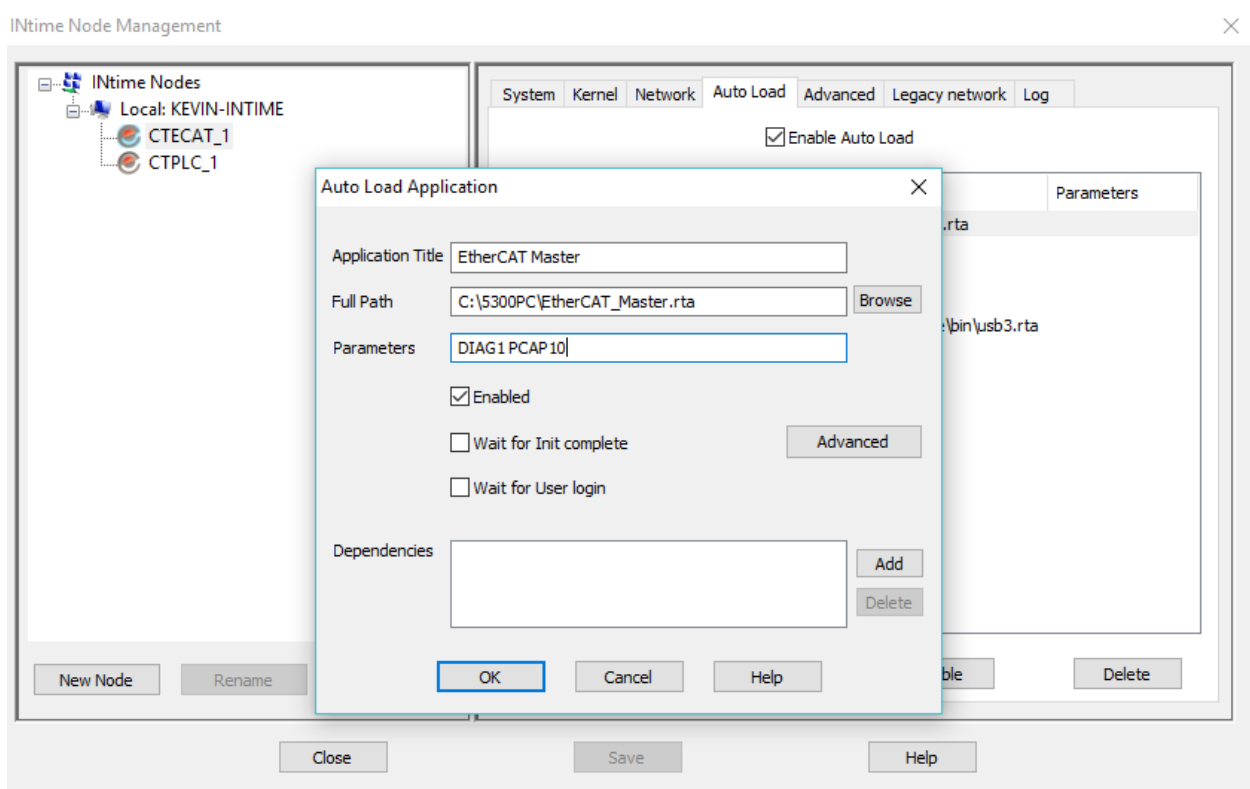 INtime Node Management
INtime Nodes
Local: KEVIN-INTIME
CTECAT_1
CTPLC_1
System Kernel Network Auto Load Advanced Legacy network Log
Enable Auto Load
Parameters
.rta
\bin\usb3.rta
Auto Load Application
Application Title EtherCAT Master
Full Path C:\5300PC\EtherCAT_Master.rta Browse
Parameters DIAG1 PCAP10
Enabled
Wait for Init complete Advanced
Wait for User login
Dependencies
Add
Delete
OK Cancel Help
New Node Rename ble Delete
Close Save Help